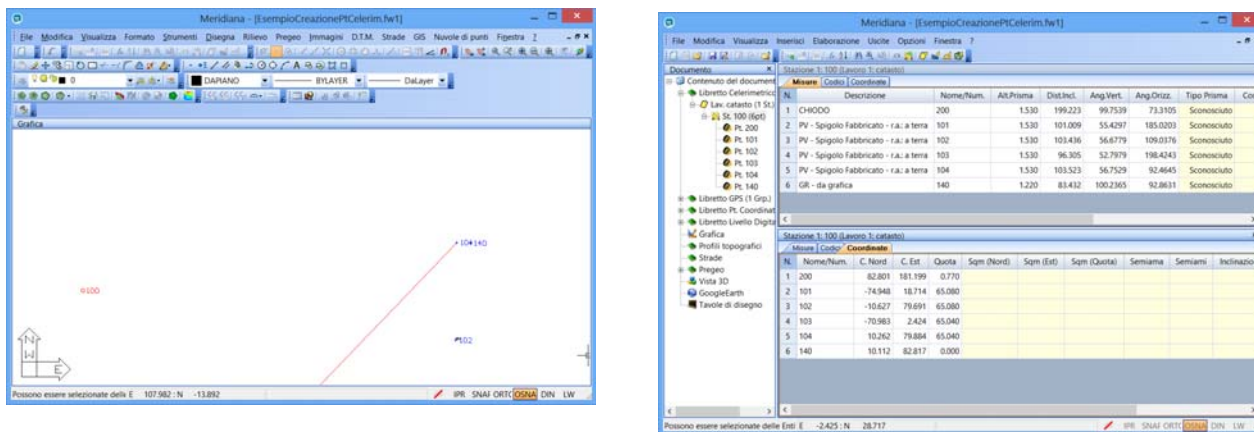 Meridiana - [EsempioCreazionePtCelerim.fw1]
File Modifica Visualizza Formato Strumenti Disegna Rilievo Pregeo Immagini D.T.M. Strade GIS Nuvole di punti Finestra ?
0 DAPIANO BYLAYER DaLayer
Grafica
104 140
100
102
N
W
E
Possono essere selezionate delle E 107.982 : N -13.892 IPR SNAF ORTC OSNA DIN LW
Meridiana - [EsempioCreazionePtCelerim.fw1]
File Modifica Visualizza Inserisci Elaborazione Uscite Opzioni Finestra ?
Documento
Contenuto del document
Libretto Celerimetrico
Lav. catasto (1 St.)
St. 100 (6pt)
Pt. 200
Pt. 101
Pt. 102
Pt. 103
Pt. 104
Pt. 140
Libretto GPS (1 Grp.)
Libretto Pt. Coordinat
Libretto Livello Digita
Grafica
Profili topografici
Strade
Pregeo
Vista 3D
GoogleEarth
Tavole di disegno
Stazione 1: 100 (Lavoro 1: catasto)
Misure Codici Coordinate
N. Descrizione Nome/Num. Alt.Prisma Dist.Incl. Ang.Vert. Ang.Orizz. Tipo Prisma Co
1 CHIODO 200 1.530 199.223 99.7539 73.3105 Sconosciuto
2 PV - Spigolo Fabbricato - r.a.: a terra 101 1.530 101.009 55.4297 185.0203 Sconosciuto
3 PV - Spigolo Fabbricato - r.a.: a terra 102 1.530 103.436 56.6779 109.0376 Sconosciuto
4 PV - Spigolo Fabbricato - r.a.: a terra 103 1.530 96.305 52.7979 198.4243 Sconosciuto
5 PV - Spigolo Fabbricato - r.a.: a terra 104 1.530 103.523 56.7529 92.4645 Sconosciuto
6 GR - da grafica 140 1.220 83.432 100.2365 92.8631 Sconosciuto
Stazione 1: 100 (Lavoro 1: catasto)
Misure Codici Coordinate
N. Nome/Num. C. Nord C. Est Quota Sqm (Nord) Sqm (Est) Sqm (Quota) Semiama Semiami Inclinazio
1 200 82.801 181.199 0.770
2 101 -74.948 18.714 65.080
3 102 -10.627 79.691 65.080
4 103 -70.983 2.424 65.040
5 104 10.262 79.884 65.040
6 140 10.112 82.817 0.000
Possono essere selezionate delle Enti E -2.425 : N 28.717 IPR SNAF ORTC OSNA DIN LW